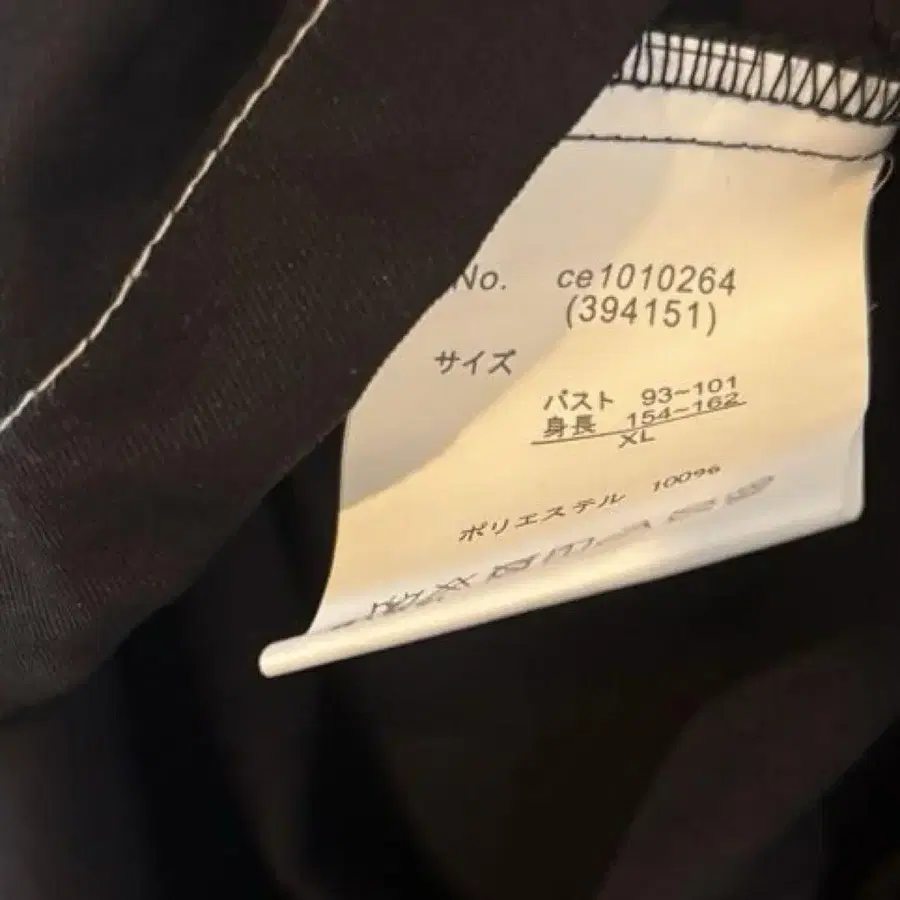 No. ce1010264
(394151)
サイズ
バスト 93-101
身長 154-162
XL
ポリエステル 100%